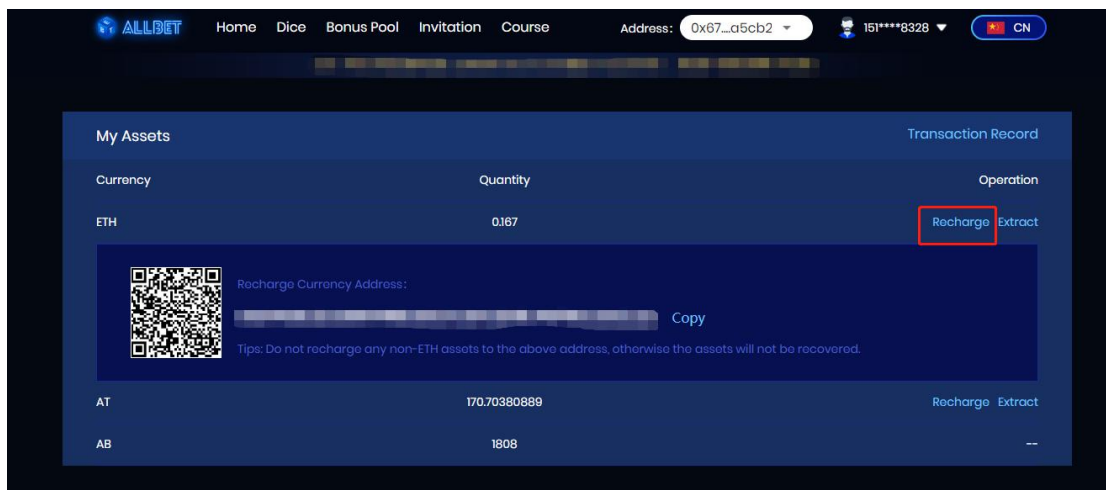 ALLBET Home Dice Bonus Pool Invitation Course Address: 0x67....a5cb2 151****8328 CN
My Assets Transaction Record
Currency Quantity Operation
ETH 0.167 Recharge Extract
Recharge Currency Address:
Copy
Tips: Do not recharge any non-ETH assets to the above address, otherwise the assets will not be recovered.
AT 170.70380889 Recharge Extract
AB 1808 --